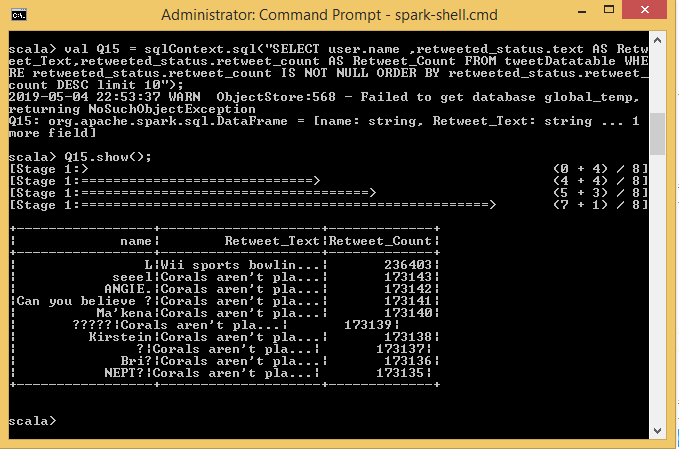 Administrator: Command Prompt - spark-shell.cmd
scala> val Q15 = sqlContext.sql("SELECT user.name ,retweeted_status.text AS Retw
eet_Text,retweeted_status.retweet_count AS Retweet_Count FROM tweetDatatable WHE
RE retweeted_status.retweet_count IS NOT NULL ORDER BY retweeted_status.retweet_
count DESC limit 10");
2019-05-04 22:53:37 WARN  ObjectStore:568 - Failed to get database global_temp,
returning NoSuchObjectException
Q15: org.apache.spark.sql.DataFrame = [name: string, Retweet_Text: string ... 1
more field]
scala> Q15.show();
[Stage 1:>                                                          (0 + 4) / 8]
[Stage 1:=============================>                             (4 + 4) / 8]
[Stage 1:====================================>                      (5 + 3) / 8]
[Stage 1:===================================================>       (7 + 1) / 8]
+------------------+--------------------+-------------+
|              name|        Retweet_Text|Retweet_Count|
+------------------+--------------------+-------------+
|                 L|Wii sports bowlin...|       236403|
|             seeel|Corals aren't pla...|       173143|
|            ANGIE.|Corals aren't pla...|       173142|
|Can you believe ?|Corals aren't pla...|       173141|
|           Ma'kena|Corals aren't pla...|       173140|
|       ?????|Corals aren't pla...|       173139|
|          Kirstein|Corals aren't pla...|       173138|
|               ?|Corals aren't pla...|       173137|
|              Bri?|Corals aren't pla...|       173136|
|            NEPT?|Corals aren't pla...|       173135|
+------------------+--------------------+-------------+
scala>